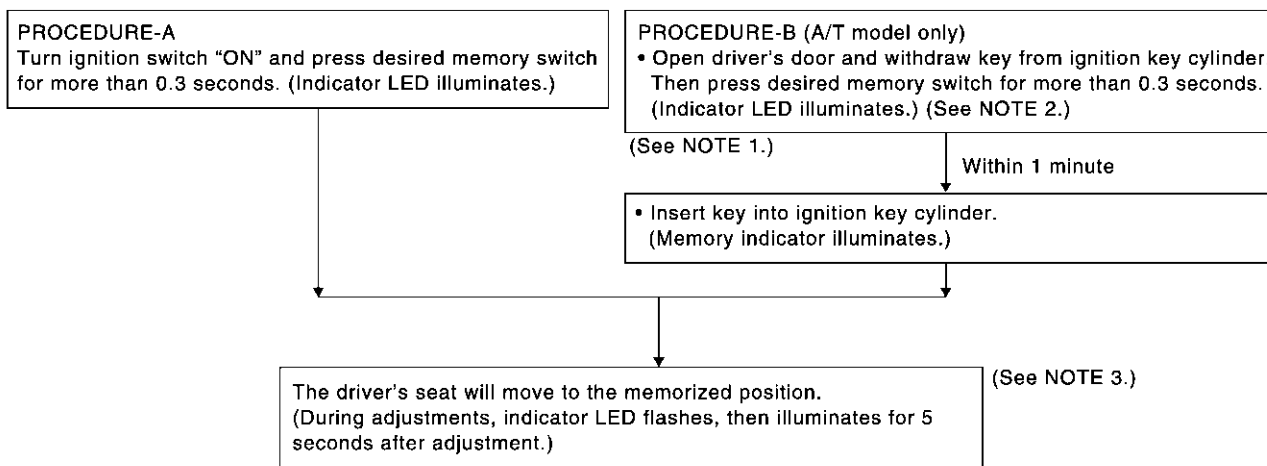 PROCEDURE-A
Turn ignition switch “ON” and press desired memory switch
for more than 0.3 seconds. (Indicator LED illuminates.)
PROCEDURE-B (A/T model only)
• Open driver’s door and withdraw key from ignition key cylinder
Then press desired memory switch for more than 0.3 seconds.
(Indicator LED illuminates.) (See NOTE 2.)
(See NOTE 1.)
Within 1 minute
• Insert key into ignition key cylinder.
(Memory indicator illuminates.)
The driver’s seat will move to the memorized position.
(During adjustments, indicator LED flashes, then illuminates for 5
seconds after adjustment.)
(See NOTE 3.)